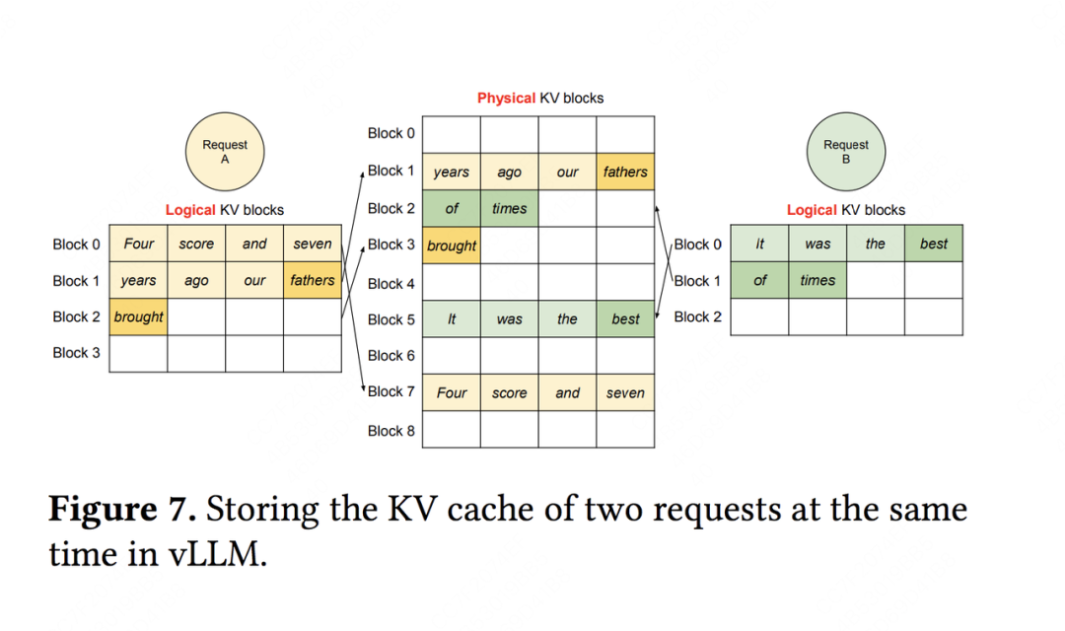 Physical KV blocks
Request
A
Request
B
Logical KV blocks
Block 0 Four score and seven
Block 1 years ago our fathers
Block 2 brought
Block 3
Block 0
Block 1 years ago our fathers
Block 2 of times
Block 3 brought
Block 4
Block 5 It was the best
Block 6
Block 7 Four score and seven
Block 8
Logical KV blocks
Block 0 It was the best
Block 1 of times
Block 2
Figure 7. Storing the KV cache of two requests at the same
time in vLLM.